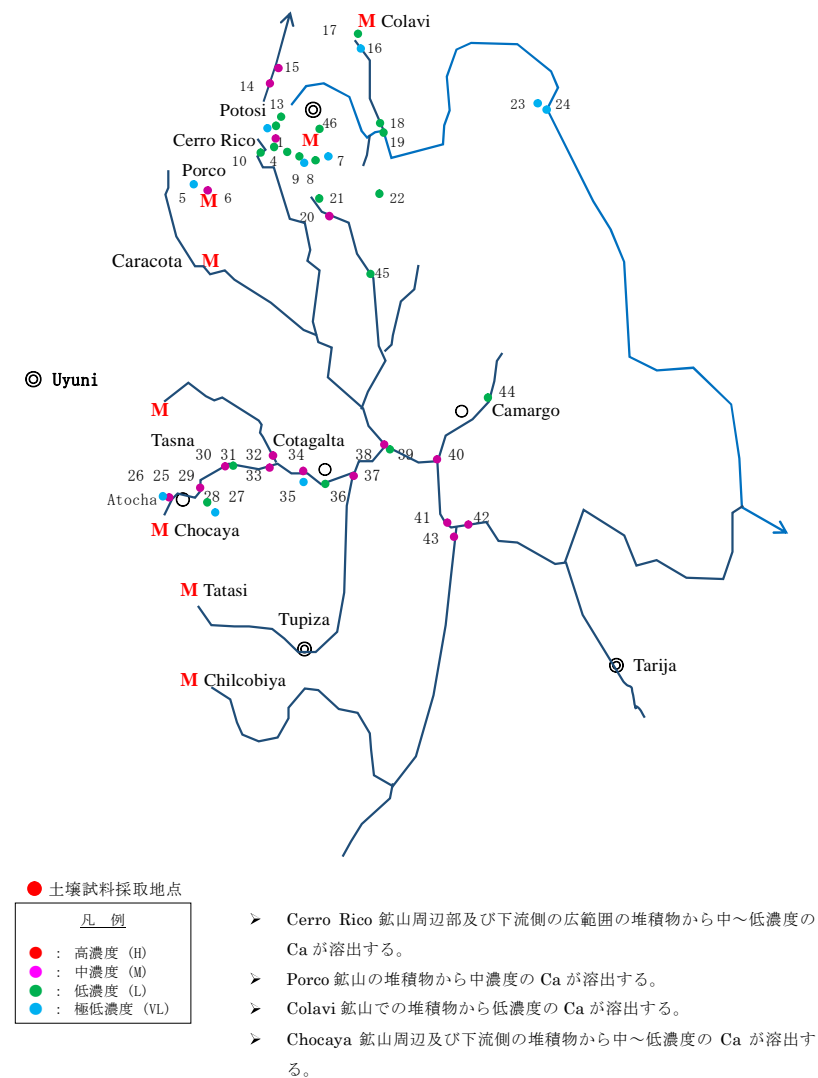 17 M Colavi
16
15
14
13
Potosi
46
18
19
23
24
Cerro Rico
1
M
10
4
7
9 8
Porco
5
M
6
21
22
20
Caracota M
45
Uyuni
M
44
Camargo
Tasna
Cotagalta
38
39
40
30 31 32 34
33
37
26 25 29
35
36
Atocha
28 27
41
42
43
M Chocaya
M Tatasi
Tupiza
Tarija
M Chilcobiya
土壌試料採取地点
凡 例
: 高濃度 (H)
: 中濃度 (M)
: 低濃度 (L)
: 極低濃度 (VL)
➢ Cerro Rico 鉱山周辺部及び下流側の広範囲の堆積物から中～低濃度の
Ca が溶出する。
➢ Porco 鉱山の堆積物から中濃度の Ca が溶出する。
➢ Colavi 鉱山での堆積物から低濃度の Ca が溶出する。
➢ Chocaya 鉱山周辺及び下流側の堆積物から中～低濃度の Ca が溶出す
る。